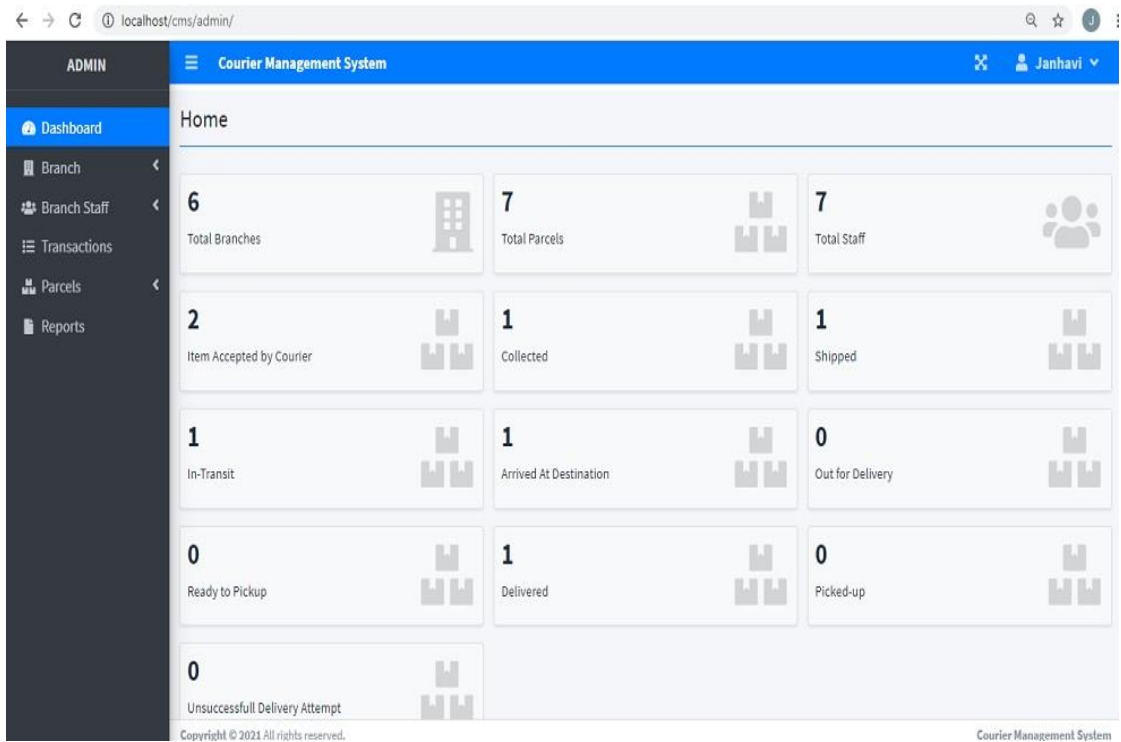 localhost/cms/admin/
J
ADMIN
Courier Management System
Janhavi
Dashboard
Branch
Branch Staff
Transactions
Parcels
Reports
Home
6
Total Branches
7
Total Parcels
7
Total Staff
2
Item Accepted by Courier
1
Collected
1
Shipped
1
In-Transit
1
Arrived At Destination
0
Out for Delivery
0
Ready to Pickup
1
Delivered
0
Picked-up
0
Unsuccessfull Delivery Attempt
Copyright © 2021 All rights reserved.
Courier Management System